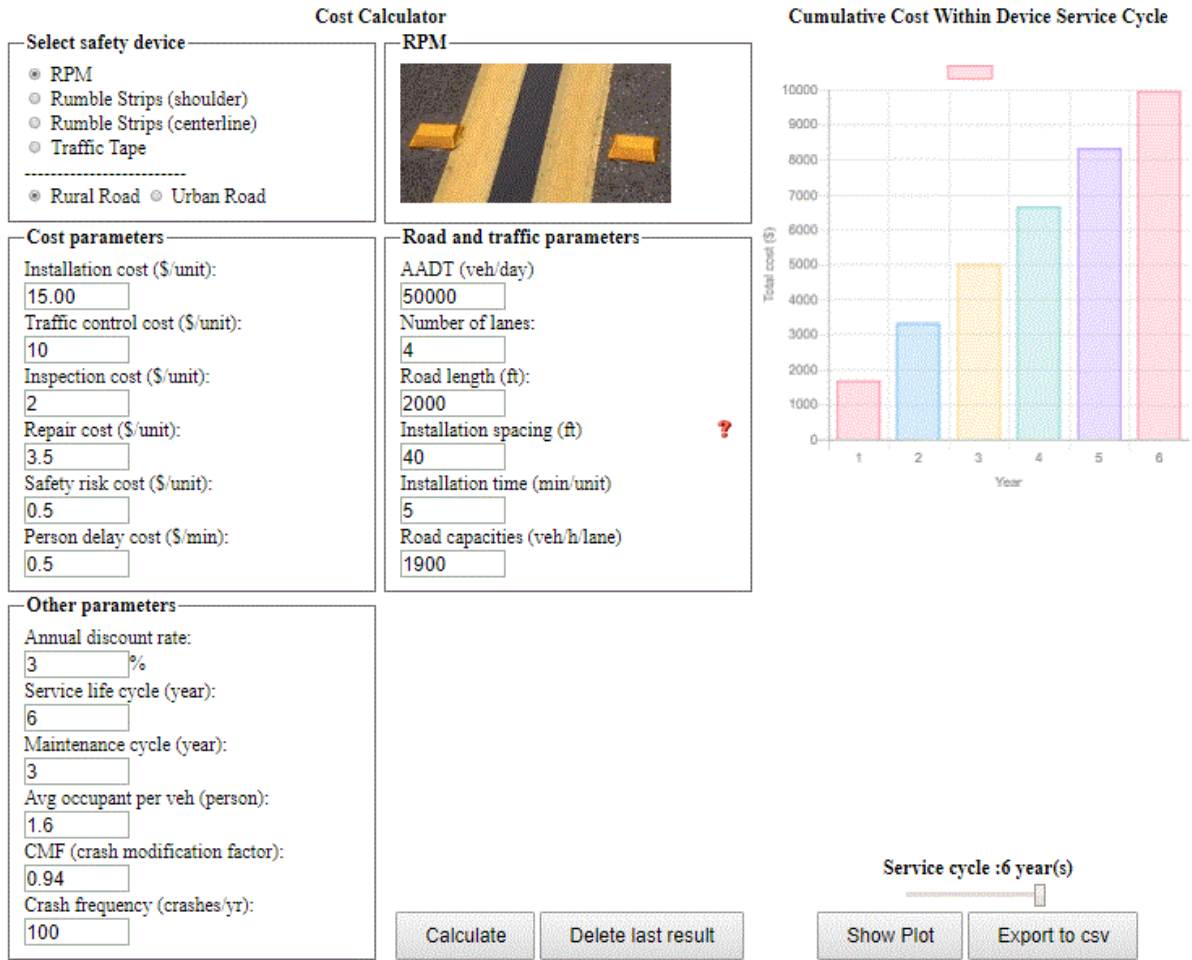 Cost Calculator
Select safety device
RPM
Rumble Strips (shoulder)
Rumble Strips (centerline)
Traffic Tape
--------------------------
Rural Road Urban Road
RPM
Cost parameters
Installation cost ($/unit):
15.00
Traffic control cost ($/unit):
10
Inspection cost ($/unit):
2
Repair cost ($/unit):
3.5
Safety risk cost ($/unit):
0.5
Person delay cost ($/min):
0.5
Road and traffic parameters
AADT (veh/day)
50000
Number of lanes:
4
Road length (ft):
2000
Installation spacing (ft) ?
40
Installation time (min/unit)
5
Road capacities (veh/h/lane)
1900
Other parameters
Annual discount rate:
3 %
Service life cycle (year):
6
Maintenance cycle (year):
3
Avg occupant per veh (person):
1.6
CMF (crash modification factor):
0.94
Crash frequency (crashes/yr):
100
Calculate Delete last result
Cumulative Cost Within Device Service Cycle
10000
9000
8000
7000
6000
5000
4000
3000
2000
1000
0
Total cost ($)
1 2 3 4 5 6
Year
Service cycle :6 year(s)
Show Plot Export to csv